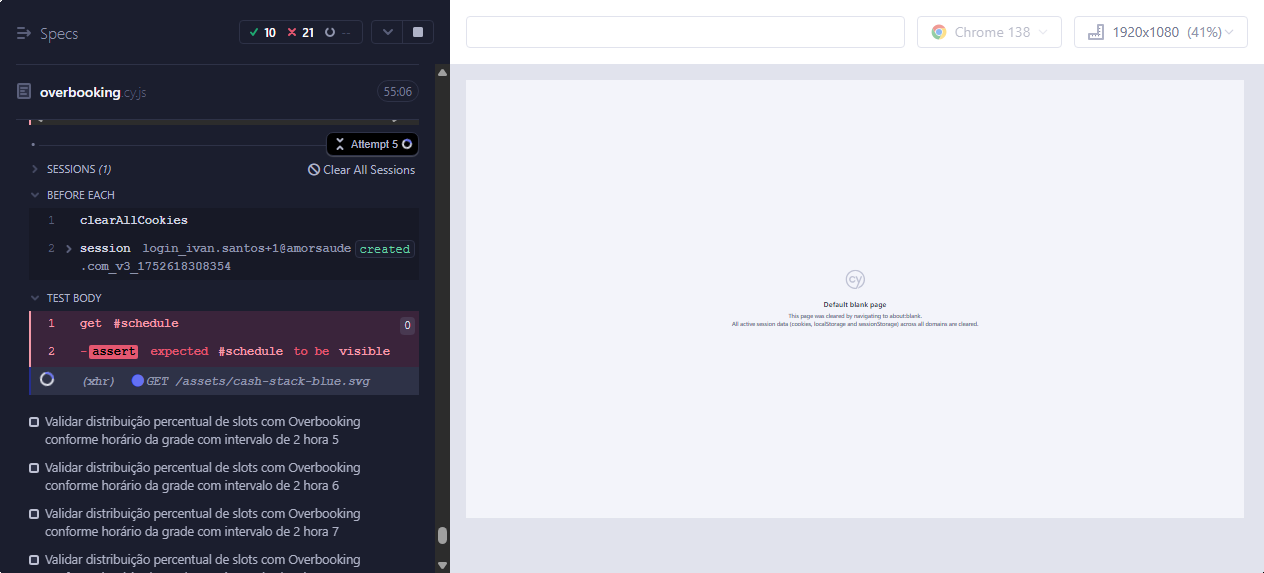 Specs
10 21 --
Chrome 138
1920x1080 (41%)
overbooking.cy.js
55:06
Attempt 5
SESSIONS (1)
Clear All Sessions
BEFORE EACH
1 clearAllCookies
2 session login_ivan.santos+1@amorsaude created
.com_v3_1752618308354
TEST BODY
1 get #schedule 0
2 -assert expected #schedule to be visible
(xhr) GET /assets/cash-stack-blue.svg
Validar distribuição percentual de slots com Overbooking
conforme horário da grade com intervalo de 2 hora 5
Validar distribuição percentual de slots com Overbooking
conforme horário da grade com intervalo de 2 hora 6
Validar distribuição percentual de slots com Overbooking
conforme horário da grade com intervalo de 2 hora 7
Validar distribuição percentual de slots com Overbooking
cy
Default blank page
This page was cleared by navigating to about:blank.
All active session data (cookies, localStorage and sessionStorage) across all domains are cleared.